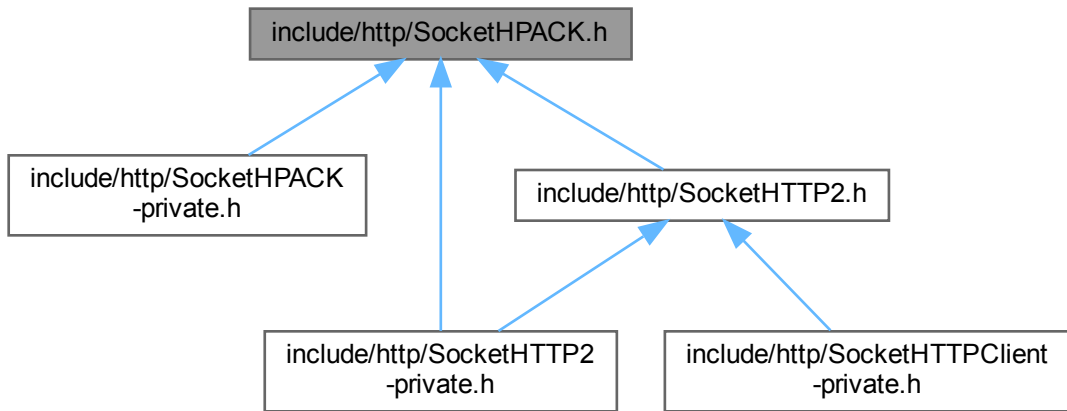 include/http/SocketHPACK.h
include/http/SocketHPACK
-private.h
include/http/SocketHTTP2.h
include/http/SocketHTTP2
-private.h
include/http/SocketHTTPClient
-private.h